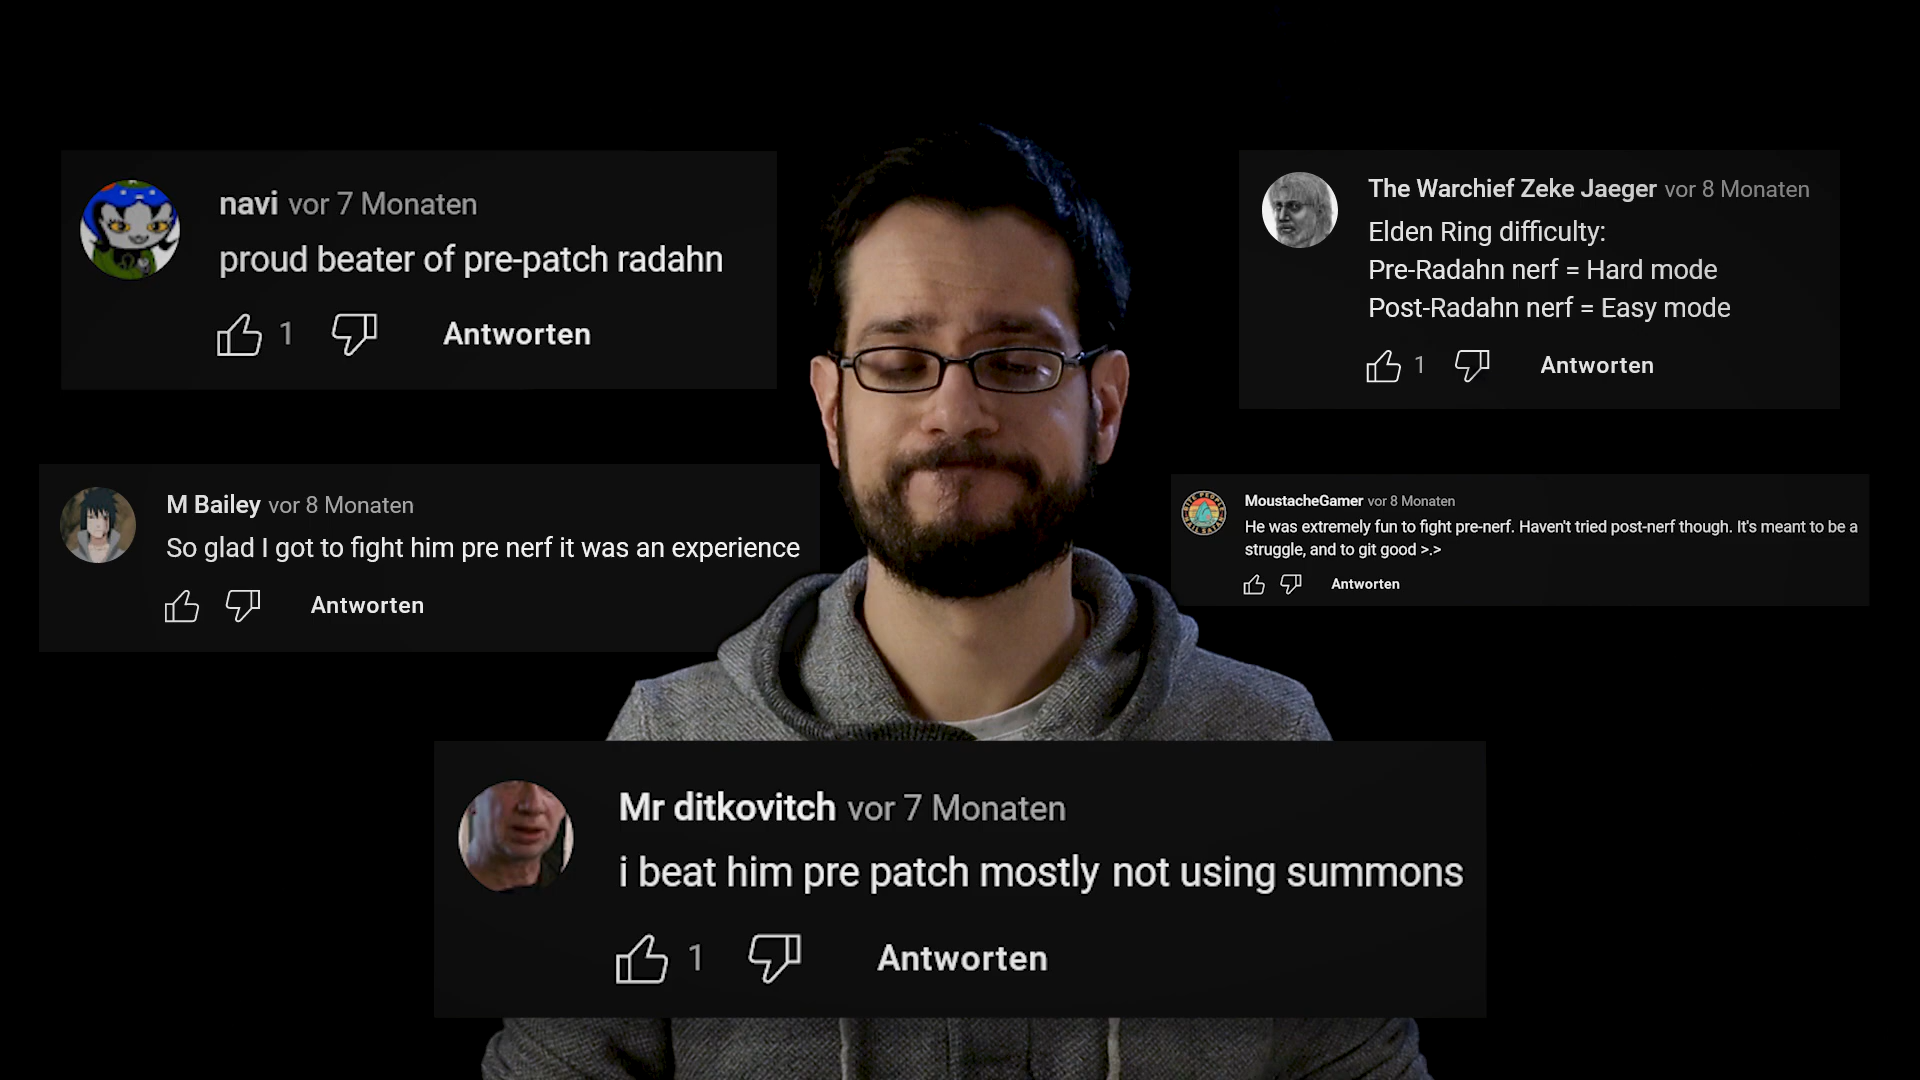 navi vor 7 Monaten
proud beater of pre-patch radahn
1 Antworten
The Warchief Zeke Jaeger vor 8 Monaten
Elden Ring difficulty:
Pre-Radahn nerf = Hard mode
Post-Radahn nerf = Easy mode
1 Antworten
M Bailey vor 8 Monaten
So glad I got to fight him pre nerf it was an experience
Antworten
MoustacheGamer vor 8 Monaten
He was extremely fun to fight pre-nerf. Haven't tried post-nerf though. It's meant to be a
struggle, and to git good >.>
Antworten
Mr ditkovitch vor 7 Monaten
i beat him pre patch mostly not using summons
1 Antworten